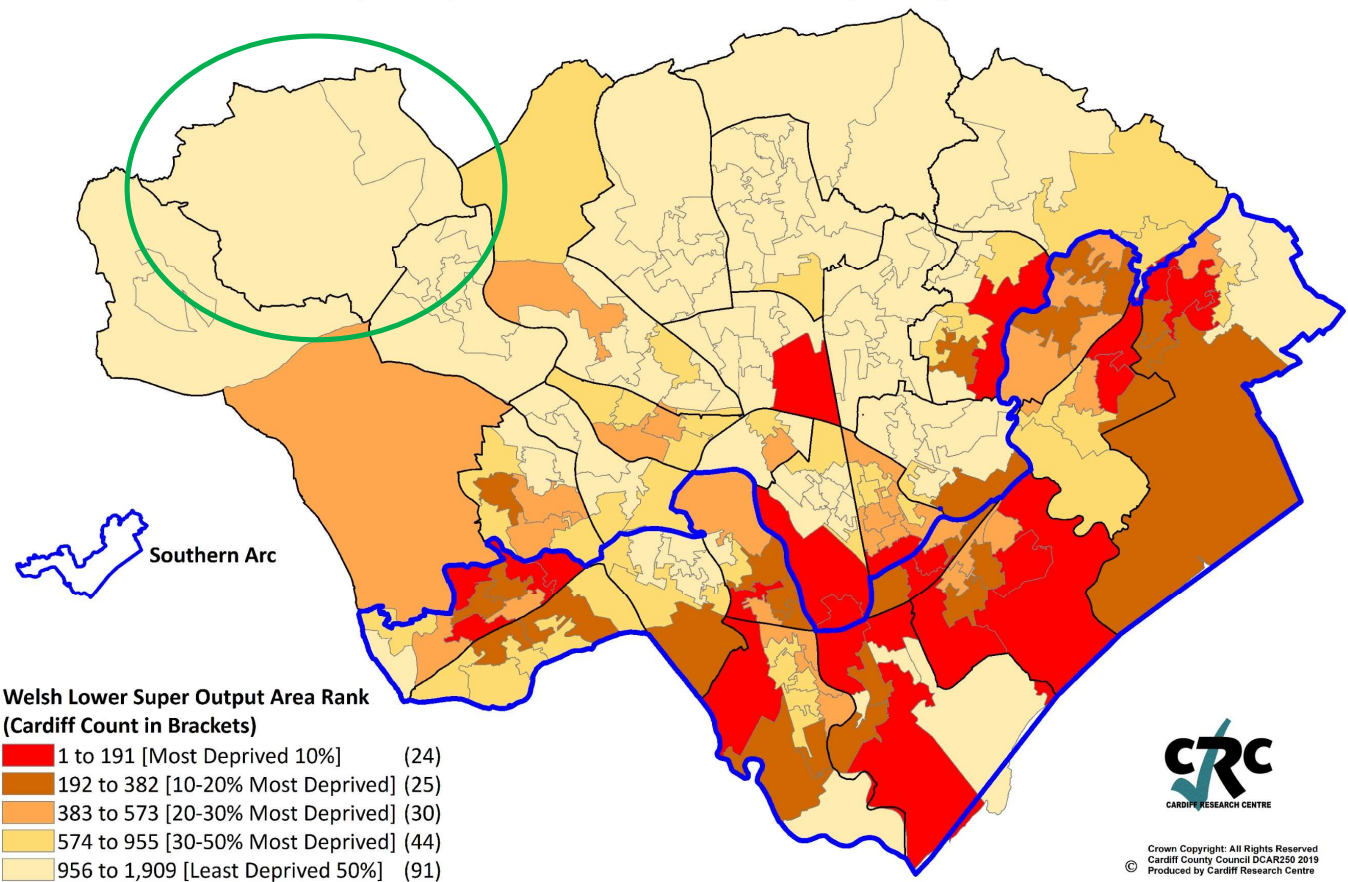 Southern Arc
Welsh Lower Super Output Area Rank
(Cardiff Count in Brackets)
1 to 191 [Most Deprived 10%] (24)
192 to 382 [10-20% Most Deprived] (25)
383 to 573 [20-30% Most Deprived] (30)
574 to 955 [30-50% Most Deprived] (44)
956 to 1,909 [Least Deprived 50%] (91)
CRC
CARDIFF RESEARCH CENTRE
Crown Copyright: All Rights Reserved
© Cardiff County Council DCAR250 2019
Produced by Cardiff Research Centre